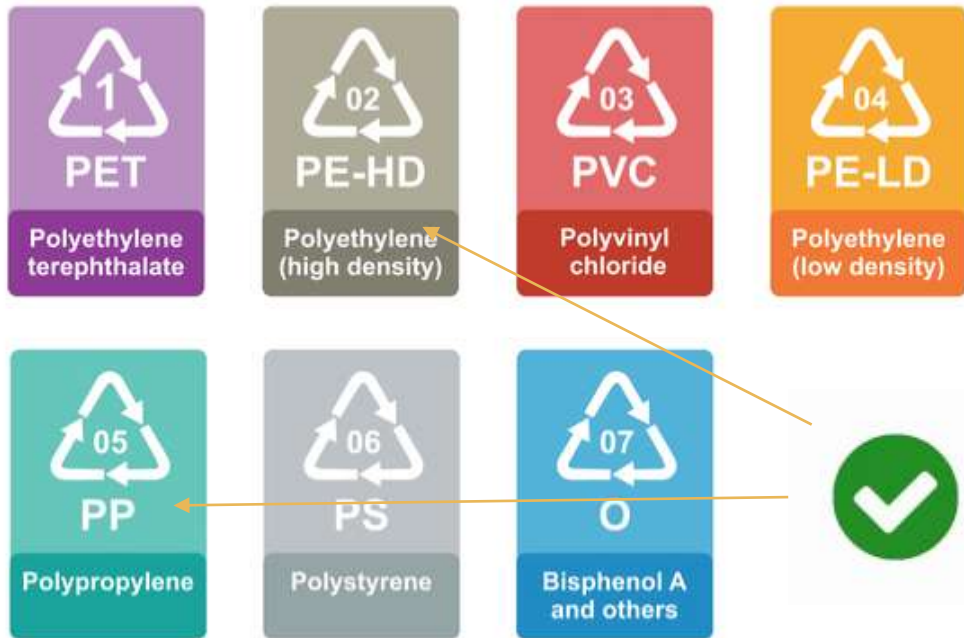 1
PET
Polyethylene
terephthalate
02
PE-HD
Polyethylene
(high density)
03
PVC
Polyvinyl
chloride
04
PE-LD
Polyethylene
(low density)
05
PP
Polypropylene
06
PS
Polystyrene
07
O
Bisphenol A
and others